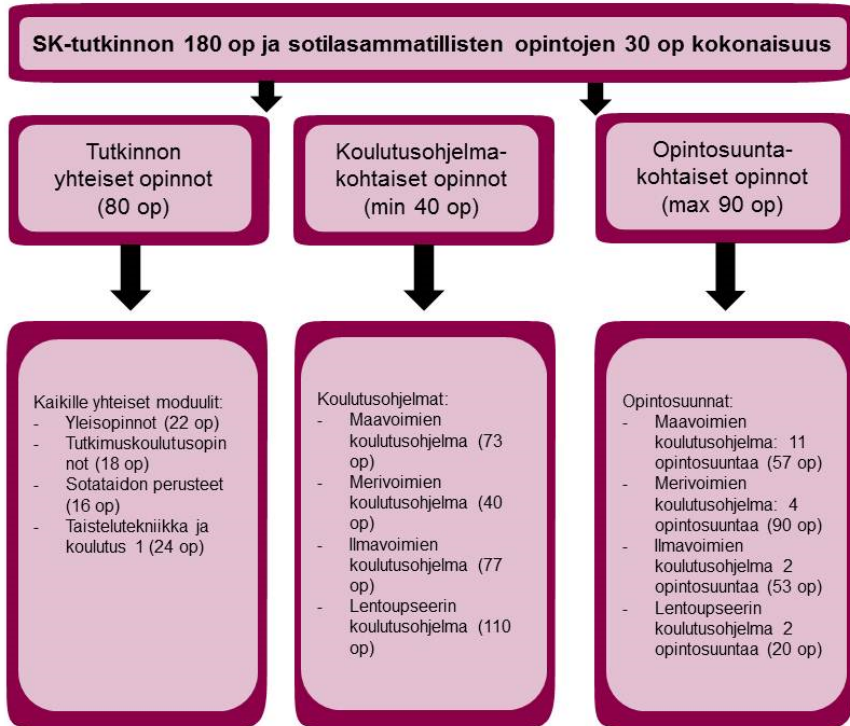 SK-tutkinnon 180 op ja sotilasammatillisten opintojen 30 op kokonaisuus
Tutkinnon
yhteiset opinnot
(80 op)
Koulutusohjelma-
kohtaiset opinnot
(min 40 op)
Opintosuunta-
kohtaiset opinnot
(max 90 op)
Kaikille yhteiset moduulit:
- Yleisopinnot (22 op)
- Tutkimuskoulutusopin
not (18 op)
- Sotataidon perusteet
(16 op)
- Taistelutekniikka ja
koulutus 1 (24 op)
Koulutusohjelmat:
- Maavoimien
koulutusohjelma (73
op)
- Merivoimien
koulutusohjelma (40
op)
- Ilmavoimien
koulutusohjelma (77
op)
- Lentoupseerin
koulutusohjelma (110
op)
Opintosuunnat:
- Maavoimien
koulutusohjelma: 11
opintosuuntaa (57 op)
- Merivoimien
koulutusohjelma: 4
opintosuuntaa (90 op)
- Ilmavoimien
koulutusohjelma 2
opintosuuntaa (53 op)
- Lentoupseerin
koulutusohjelma 2
opintosuuntaa (20 op)